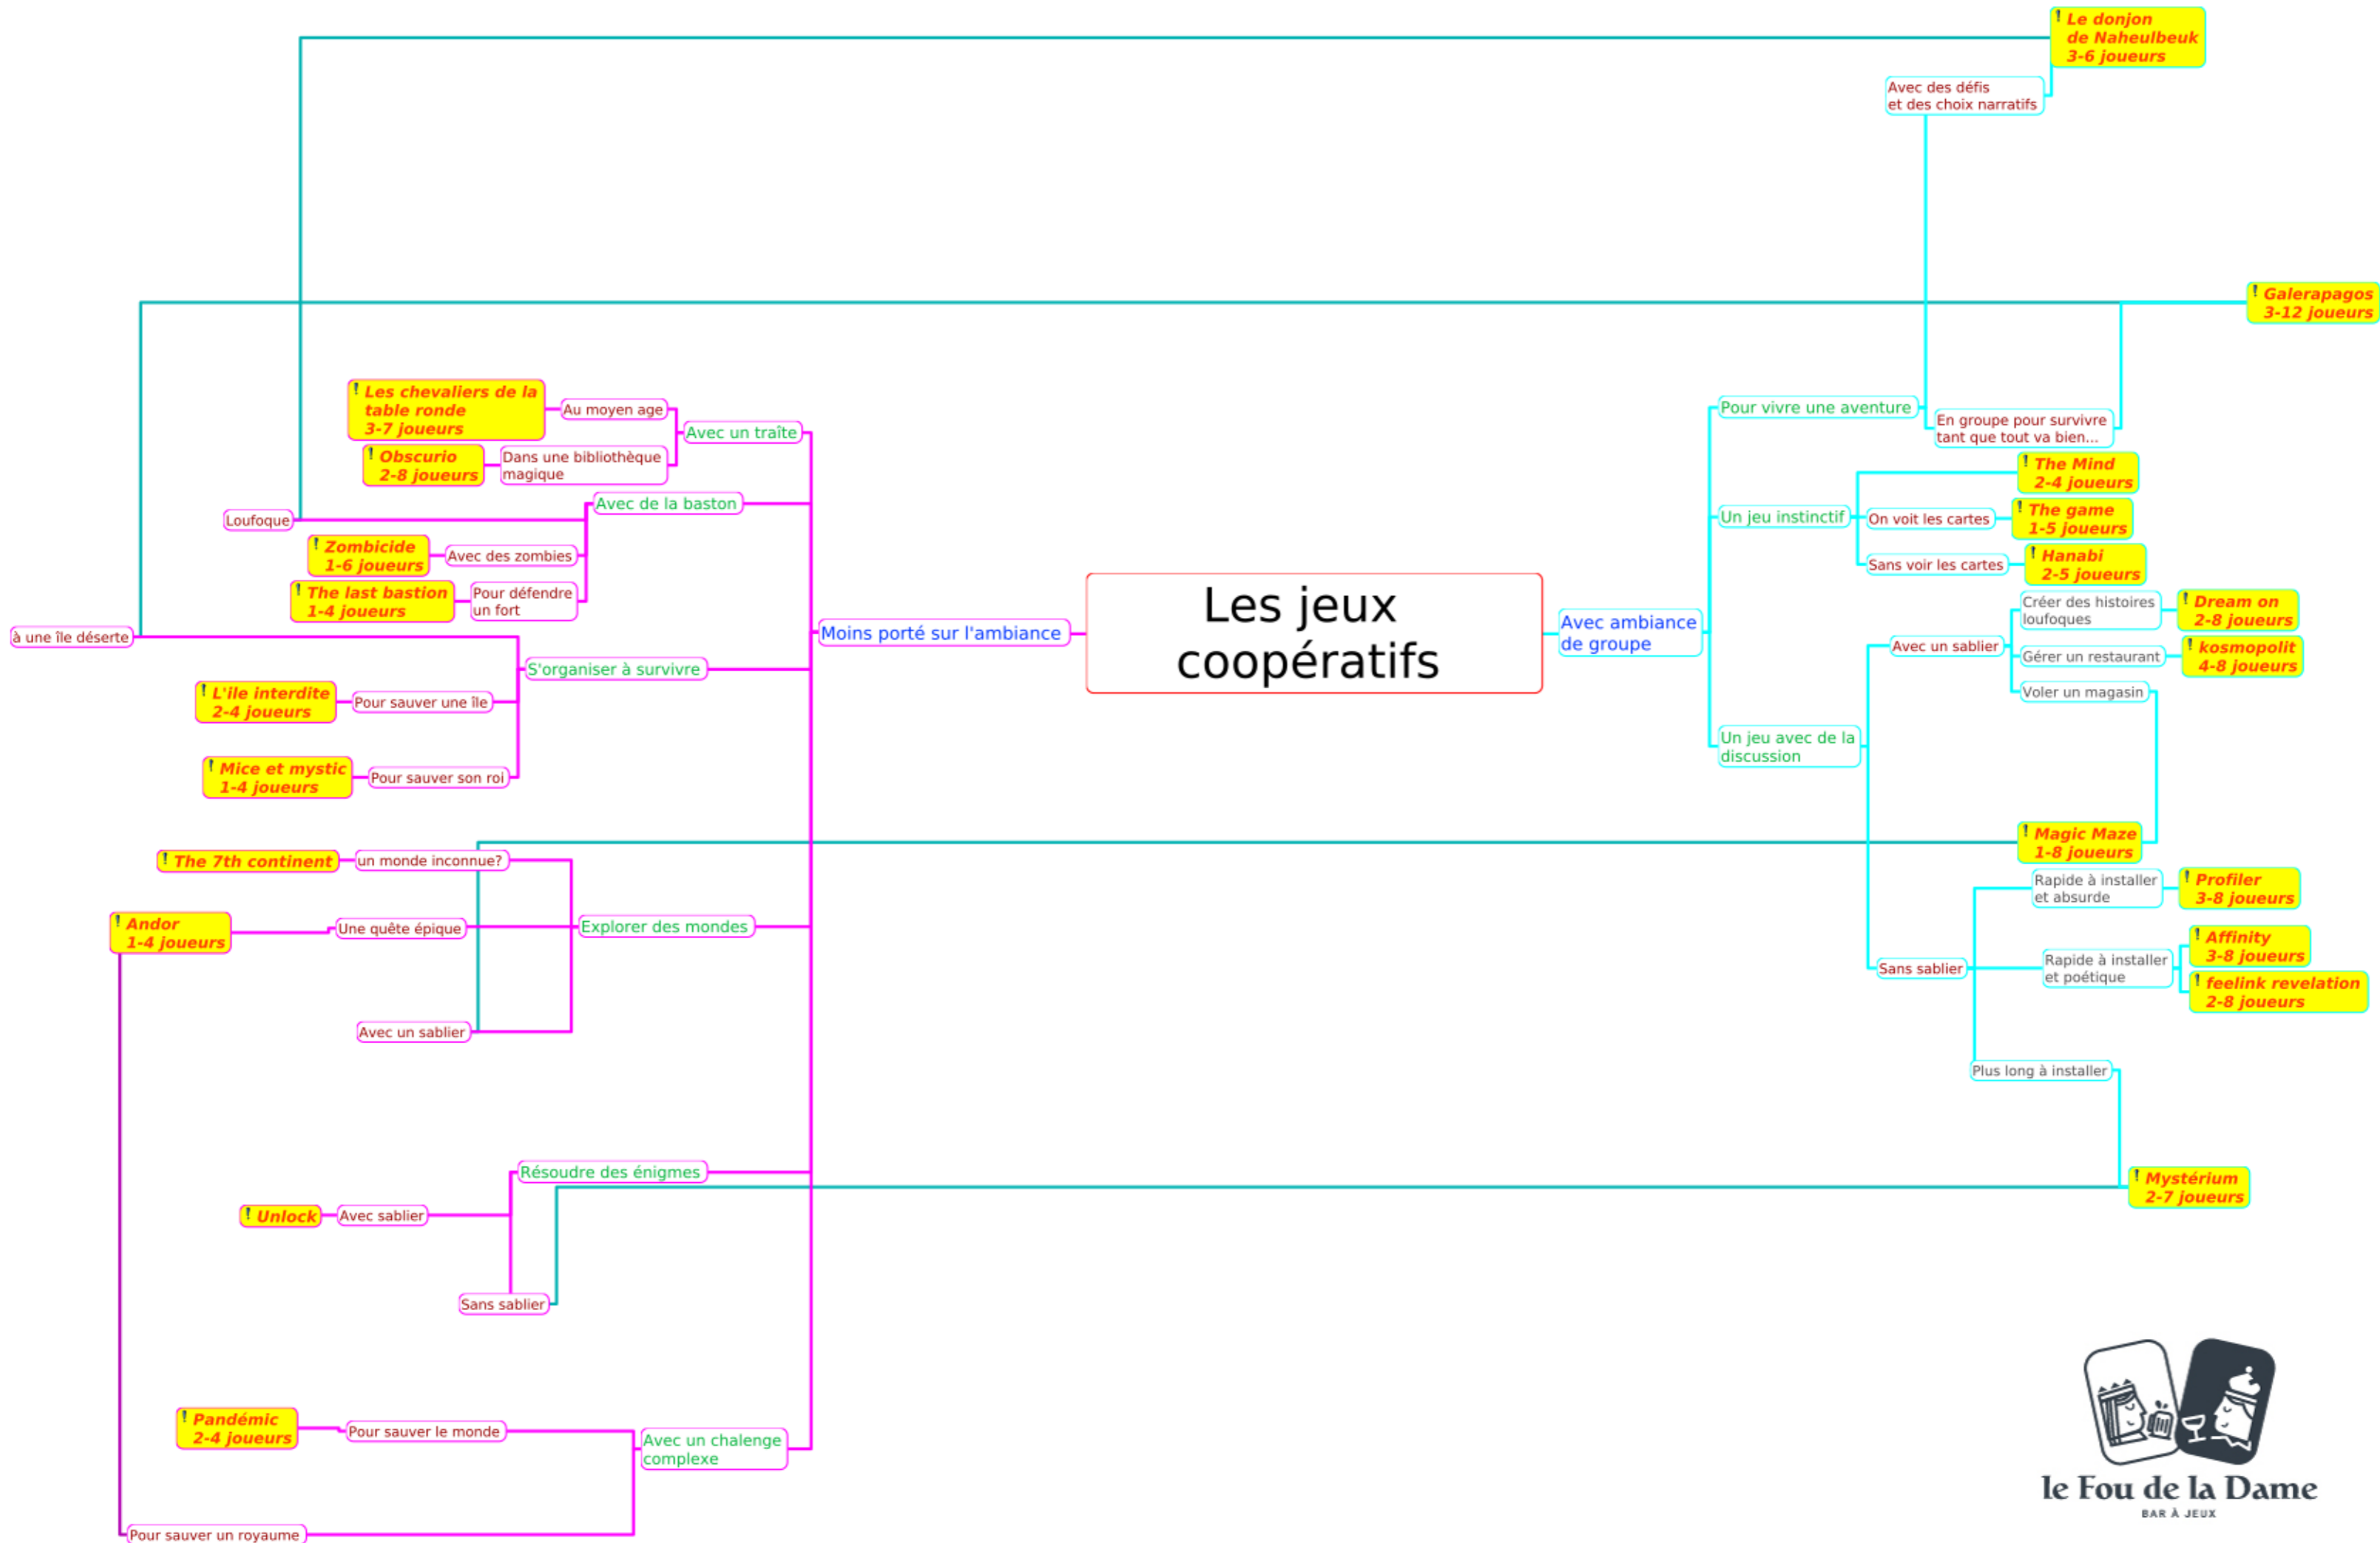 Le donjon
de Naheulbeuk
3-6 joueurs
Avec des défis
et des choix narratifs
Galerapagos
3-12 joueurs
Les chevaliers de la
table ronde
3-7 joueurs
Au moyen age
Avec un traîte
Obscurio
2-8 joueurs
Dans une bibliothèque
magique
Avec de la baston
Loufoque
Zombicide
1-6 joueurs
Avec des zombies
The last bastion
1-4 joueurs
Pour défendre
un fort
à une île déserte
S'organiser à survivre
L'ile interdite
2-4 joueurs
Pour sauver une île
Mice et mystic
1-4 joueurs
Pour sauver son roi
The 7th continent
un monde inconnue?
Andor
1-4 joueurs
Une quête épique
Explorer des mondes
Avec un sablier
Résoudre des énigmes
Unlock
Avec sablier
Sans sablier
Pandémic
2-4 joueurs
Pour sauver le monde
Avec un chalenge
complexe
Pour sauver un royaume
Moins porté sur l'ambiance
Les jeux
coopératifs
Avec ambiance
de groupe
Pour vivre une aventure
En groupe pour survivre
tant que tout va bien...
Un jeu instinctif
The Mind
2-4 joueurs
On voit les cartes
The game
1-5 joueurs
Sans voir les cartes
Hanabi
2-5 joueurs
Un jeu avec de la
discussion
Avec un sablier
Créer des histoires
loufoques
Dream on
2-8 joueurs
Gérer un restaurant
kosmopolit
4-8 joueurs
Voler un magasin
Magic Maze
1-8 joueurs
Sans sablier
Rapide à installer
et absurde
Profiler
3-8 joueurs
Rapide à installer
et poétique
Affinity
3-8 joueurs
feelink revelation
2-8 joueurs
Plus long à installer
Mystérium
2-7 joueurs
le Fou de la Dame
BAR À JEUX